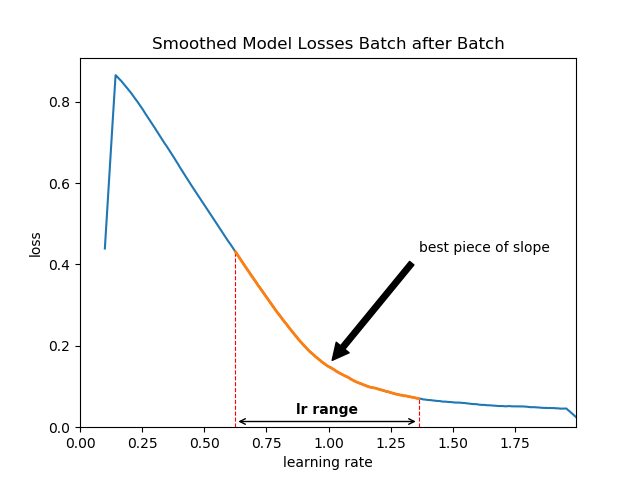 Smoothed Model Losses Batch after Batch
loss
0.8
0.6
0.4
0.2
0.0
best piece of slope
lr range
0.00 0.25 0.50 0.75 1.00 1.25 1.50 1.75
learning rate